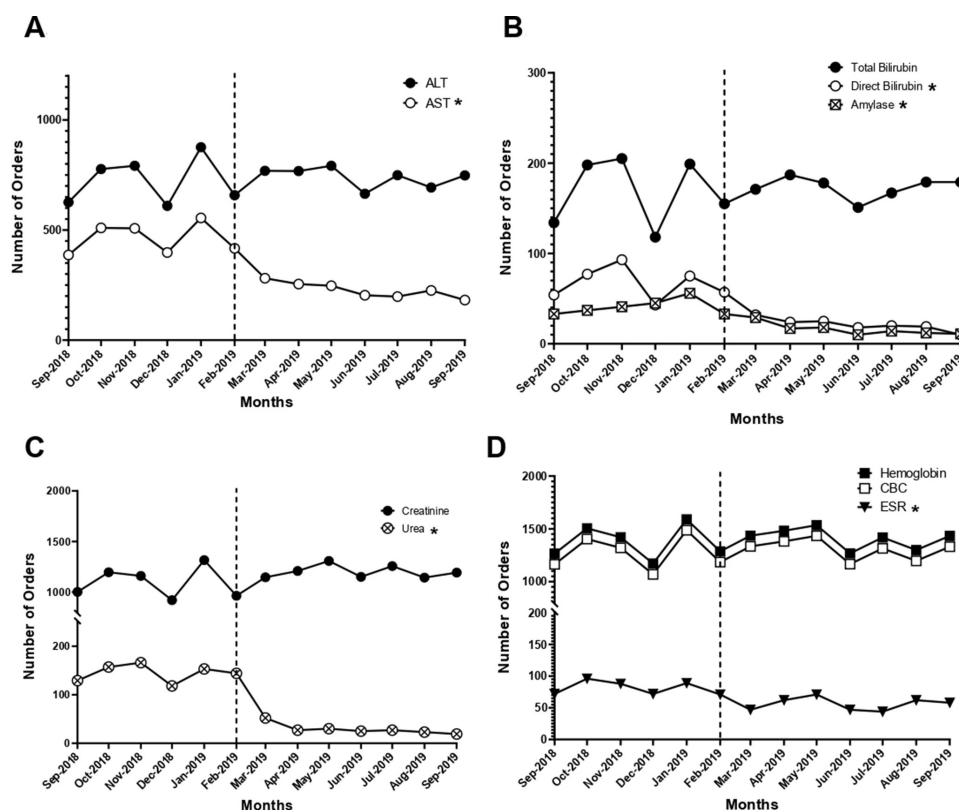 A
ALT
AST *
1000
500
0
Number of Orders
Sep-2018
Oct-2018
Nov-2018
Dec-2018
Jan-2019
Feb-2019
Mar-2019
Apr-2019
May-2019
Jun-2019
Jul-2019
Aug-2019
Sep-2019
Months
B
Total Bilirubin
Direct Bilirubin *
Amylase *
300
200
100
0
Number of Orders
Sep-2018
Oct-2018
Nov-2018
Dec-2018
Jan-2019
Feb-2019
Mar-2019
Apr-2019
May-2019
Jun-2019
Jul-2019
Aug-2019
Sep-2019
Months
C
Creatinine
Urea *
2000
1500
1000
200
100
0
Number of Orders
Sep-2018
Oct-2018
Nov-2018
Dec-2018
Jan-2019
Feb-2019
Mar-2019
Apr-2019
May-2019
Jun-2019
Jul-2019
Aug-2019
Sep-2019
Months
D
Hemoglobin
CBC
ESR *
2000
1500
1000
200
150
100
50
0
Number of Orders
Sep-2018
Oct-2018
Nov-2018
Dec-2018
Jan-2019
Feb-2019
Mar-2019
Apr-2019
May-2019
Jun-2019
Jul-2019
Aug-2019
Sep-2019
Months